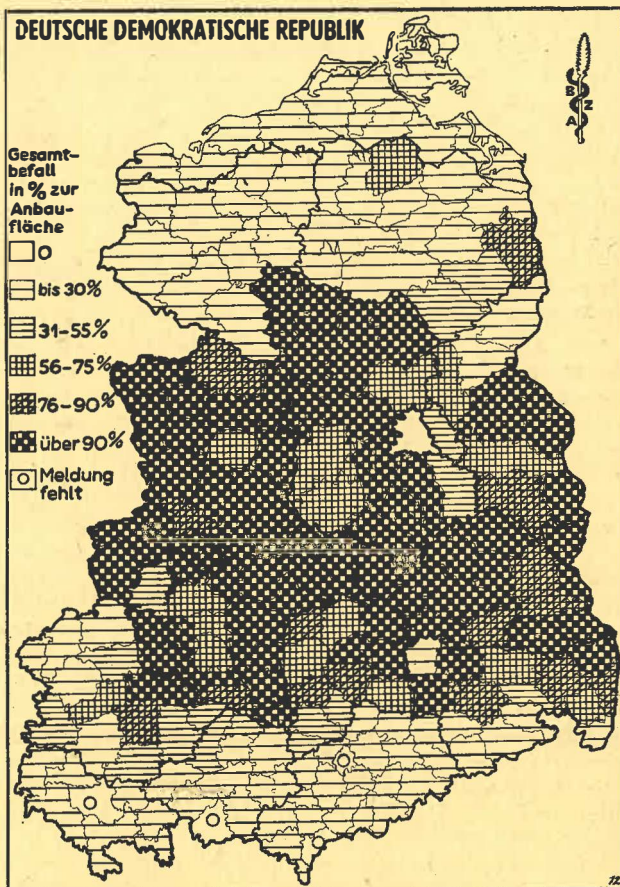 DEUTSCHE DEMOKRATISCHE REPUBLIK
B
Z
A
Gesamt-
befall
in % zur
Anbau-
fläche
0
bis 30%
31-55%
56-75%
76-90%
über 90%
Meldung
fehlt